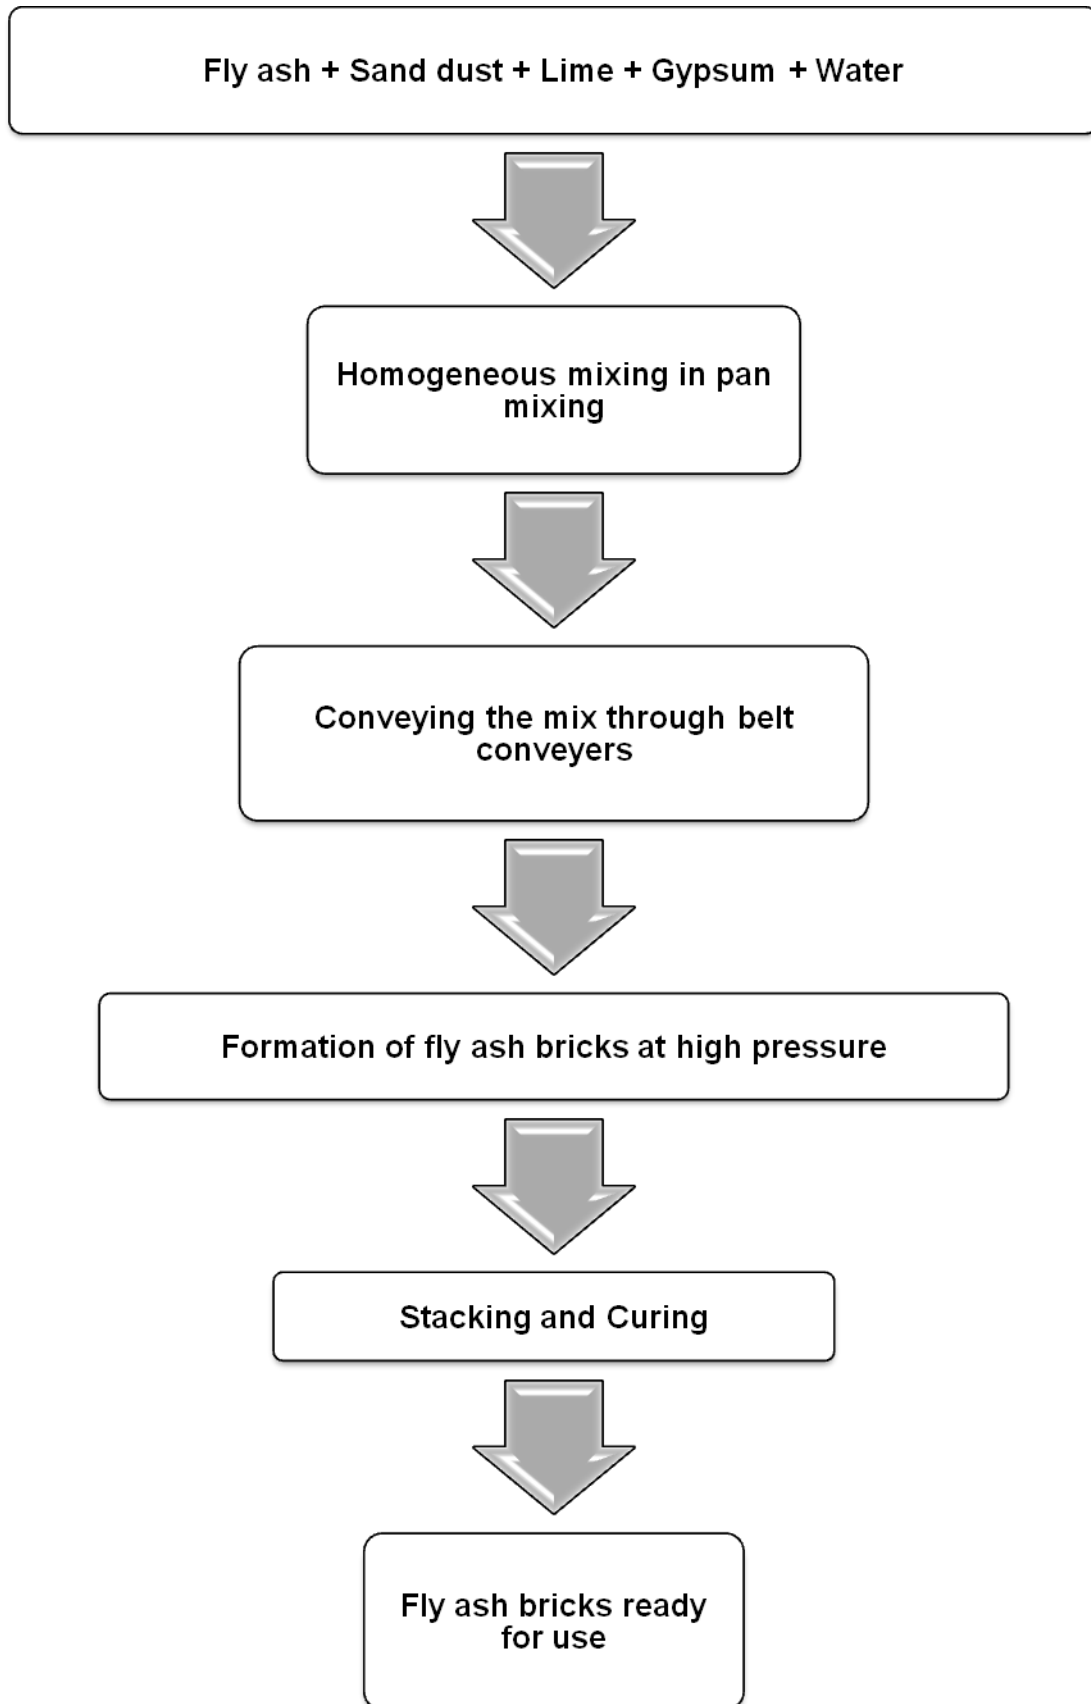 Fly ash + Sand dust + Lime + Gypsum + Water
Homogeneous mixing in pan
mixing
Conveying the mix through belt
conveyers
Formation of fly ash bricks at high pressure
Stacking and Curing
Fly ash bricks ready
for use